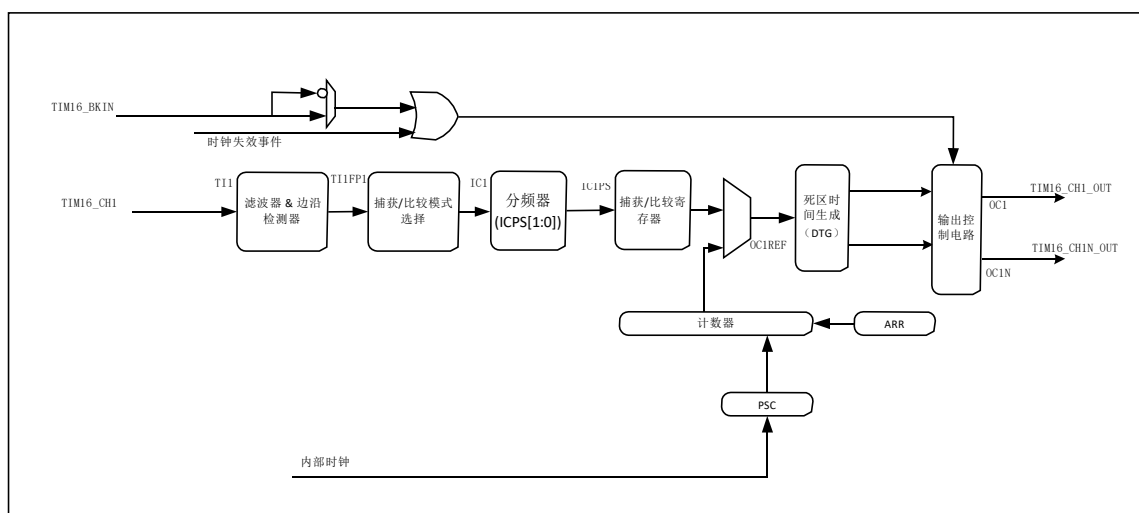 TIM16_BKIN
时钟失效事件
TIM16_CH1
TI1
滤波器 & 边沿
检测器
TI1FP1
捕获/比较模式
选择
IC1
分频器
(ICPS[1:0])
IC1PS
捕获/比较寄
存器
OC1REF
死区时
间生成
（DTG）
输出控
制电路
OC1
TIM16_CH1_OUT
OC1N
TIM16_CH1N_OUT
计数器
ARR
PSC
内部时钟